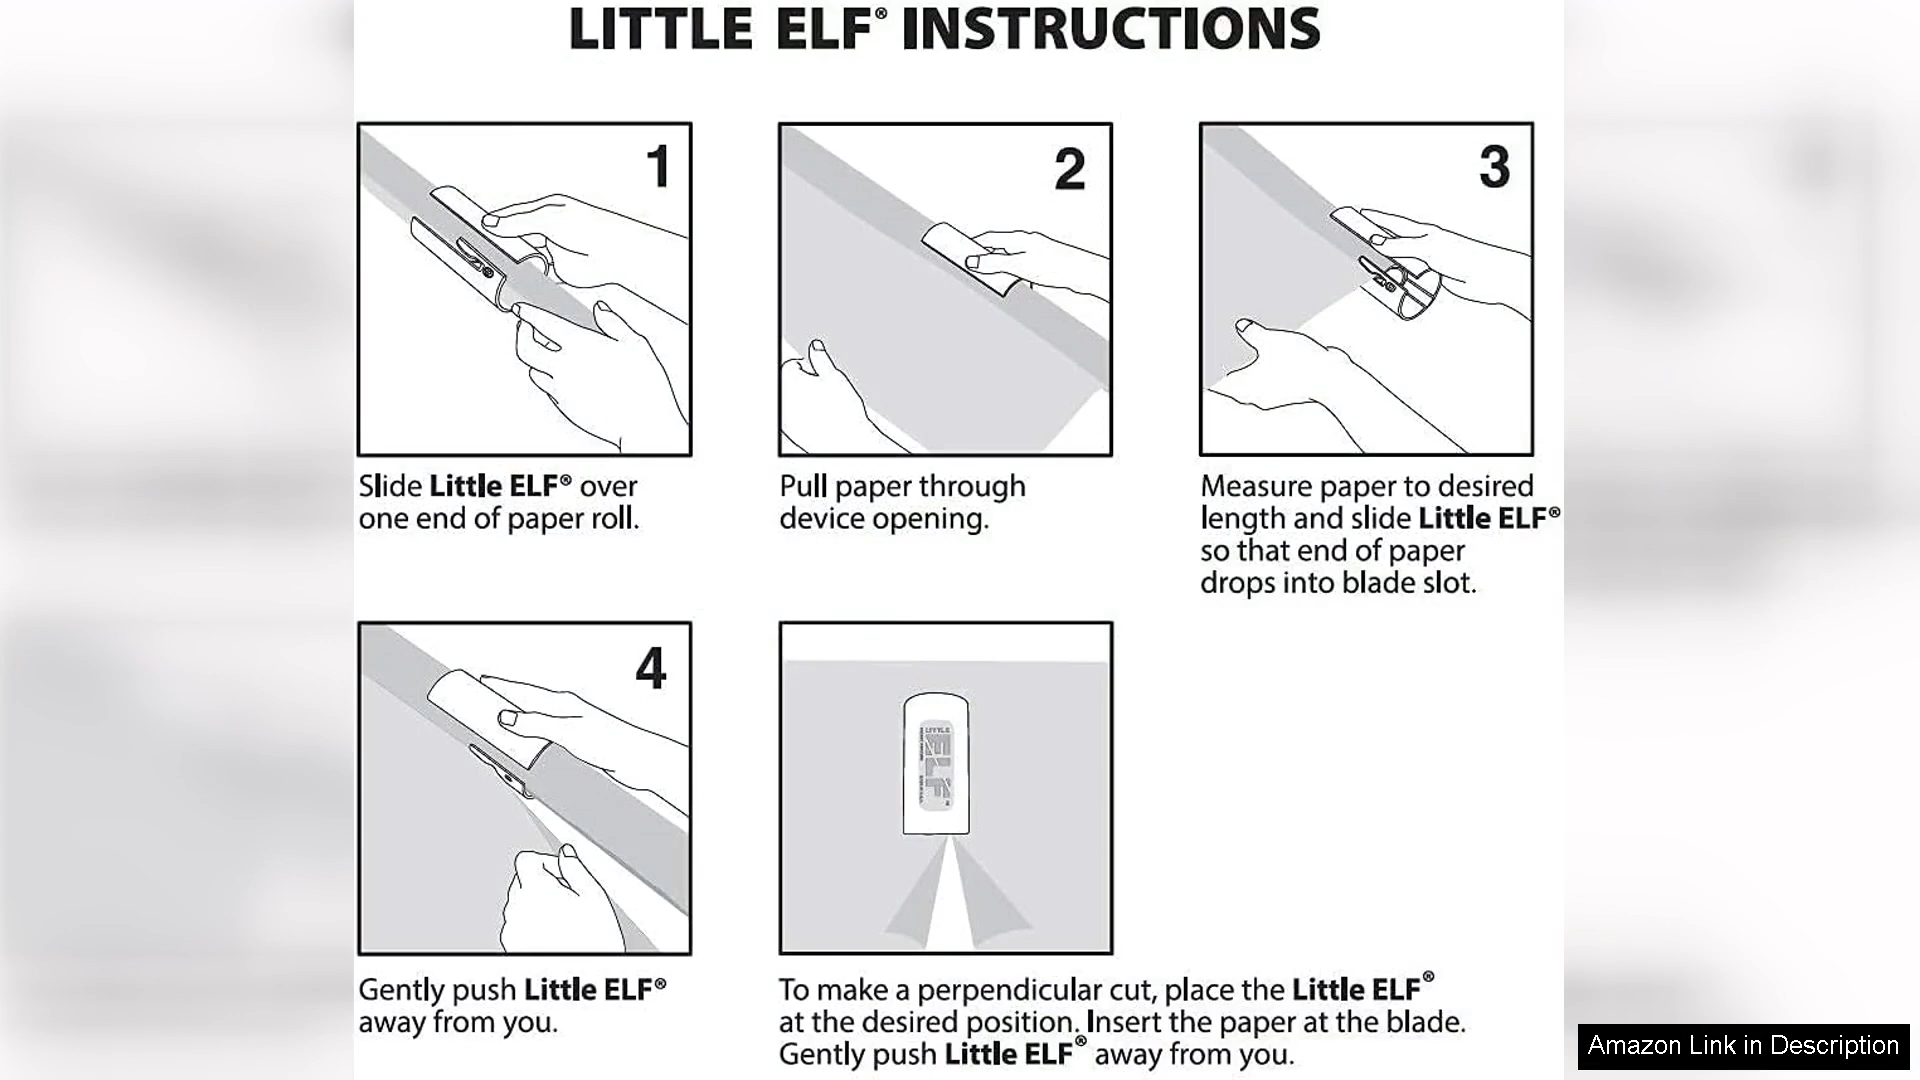 LITTLE ELF® INSTRUCTIONS
1
2
3
Slide Little ELF® over
one end of paper roll.
Pull paper through
device opening.
Measure paper to desired
length and slide Little ELF®
so that end of paper
drops into blade slot.
4
LITTLE
ELF
Gently push Little ELF®
away from you.
To make a perpendicular cut, place the Little ELF®
at the desired position. Insert the paper at the blade.
Gently push Little ELF® away from you.
Amazon Link in Description